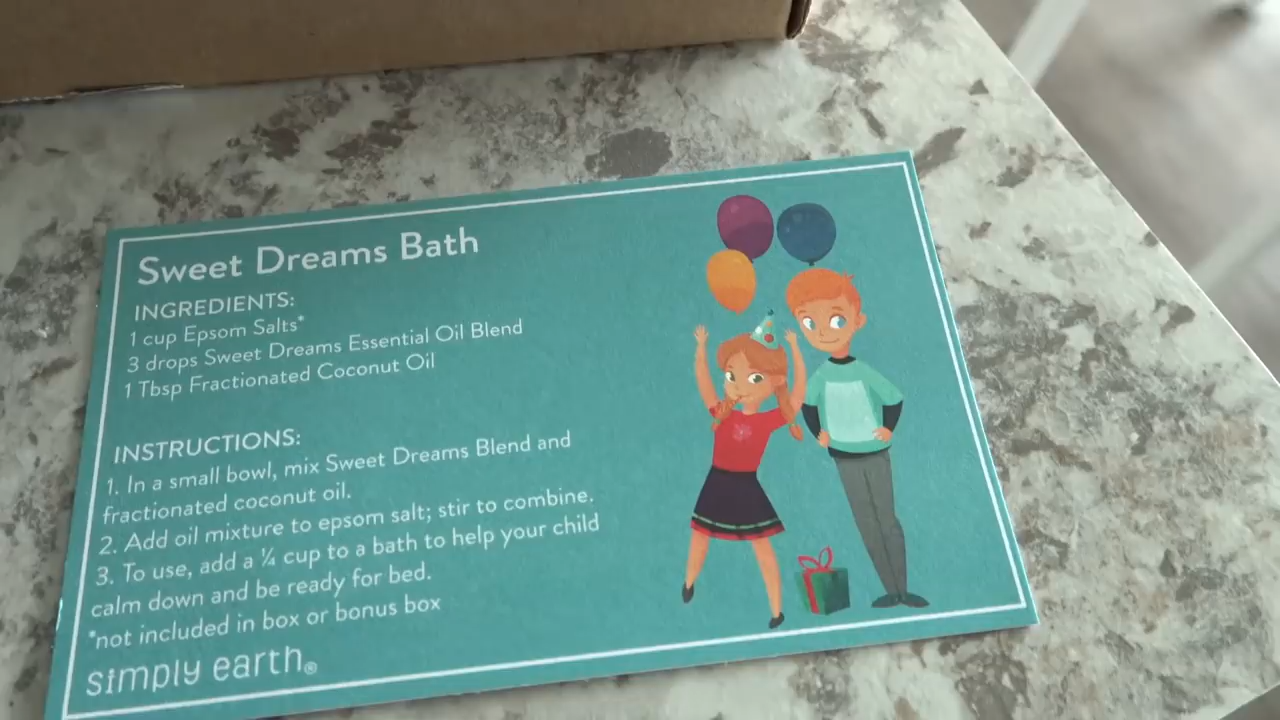 Sweet Dreams Bath
INGREDIENTS:
1 cup Epsom Salts*
3 drops Sweet Dreams Essential Oil Blend
1 Tbsp Fractionated Coconut Oil
INSTRUCTIONS:
1. In a small bowl, mix Sweet Dreams Blend and
fractionated coconut oil.
2. Add oil mixture to epsom salt; stir to combine.
3. To use, add a ¼ cup to a bath to help your child
calm down and be ready for bed.
*not included in box or bonus box
simply earth®